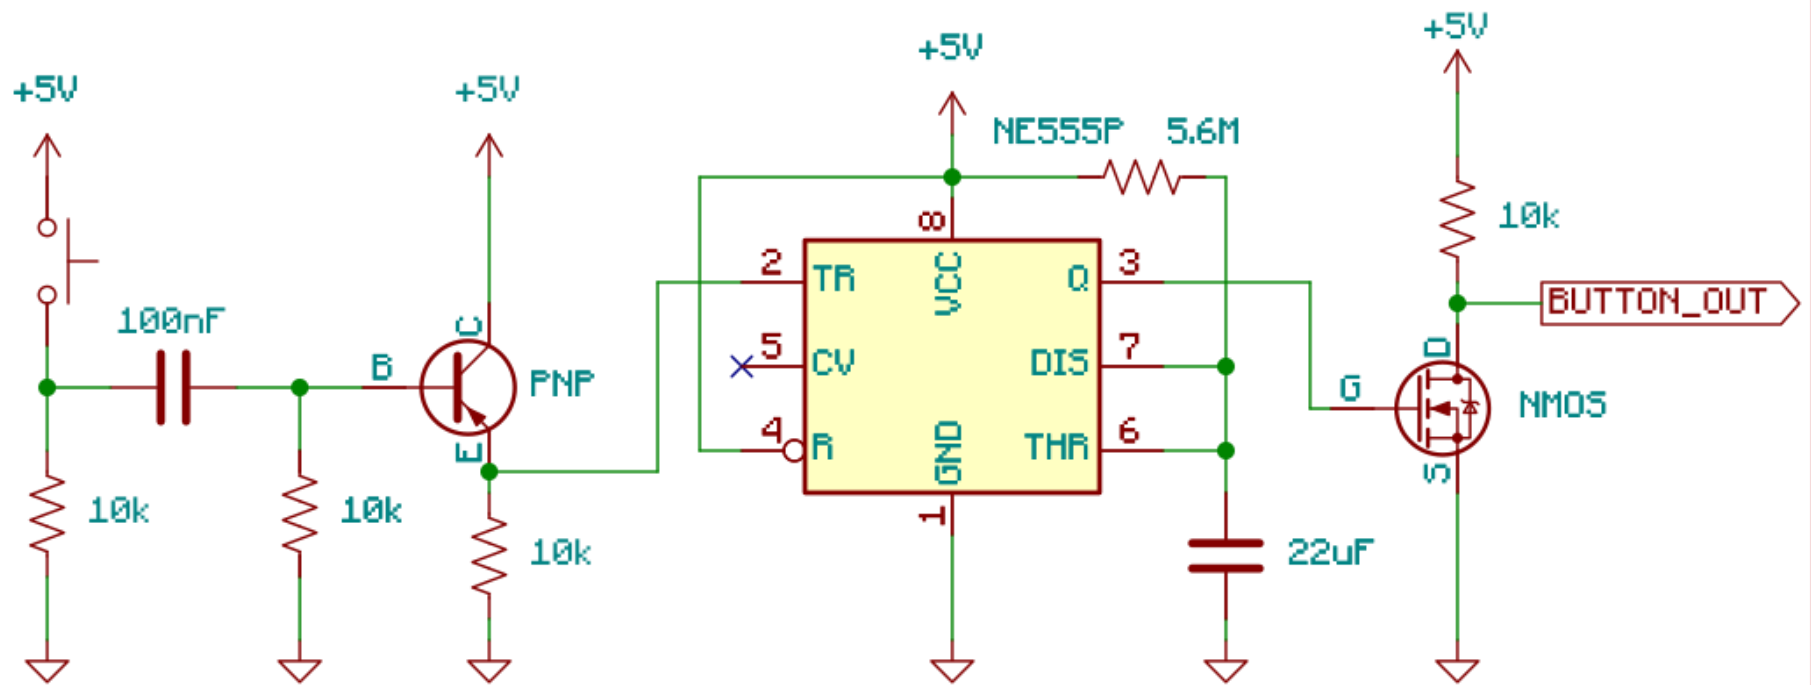 +5V
+5V
+5V
+5V
NE555P
5.6M
100nF
10k
10k
10k
B
C
E
PNP
2
TR
5
CV
4
R
8
VCC
GND
1
3
Q
7
DIS
6
THR
22uF
10k
BUTTON_OUT
D
G
S
NMOS